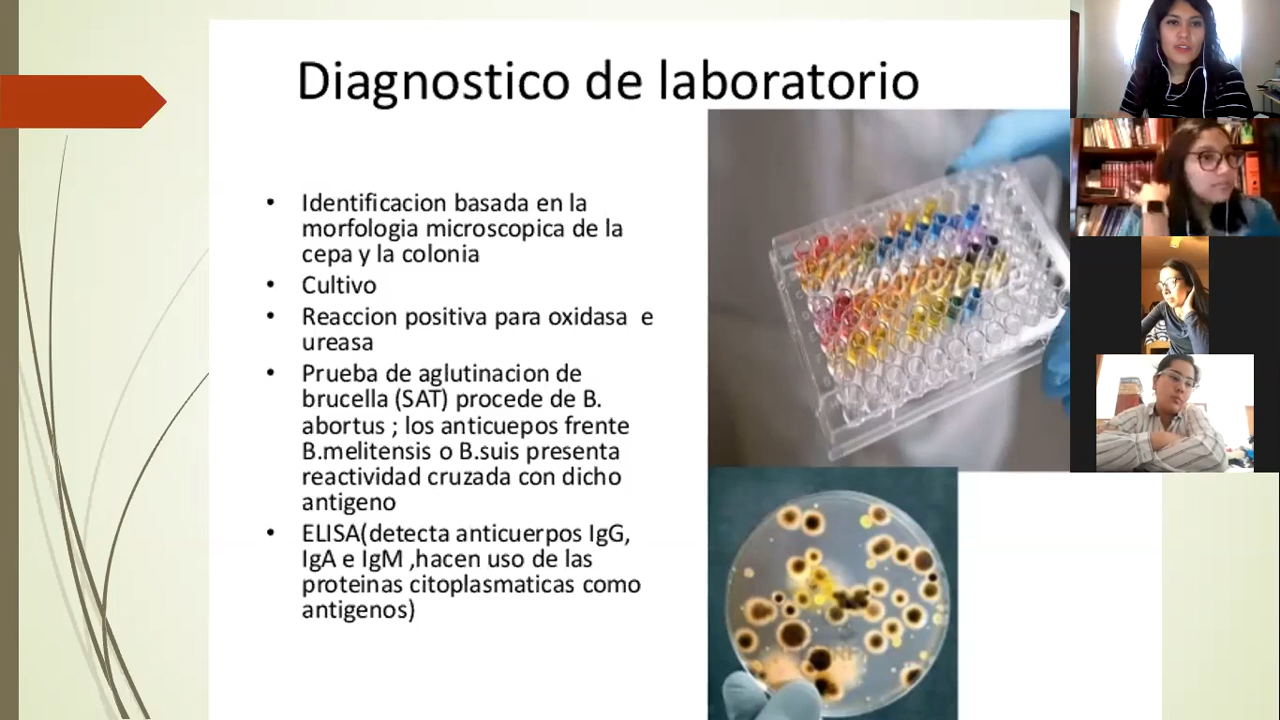 Diagnostico de laboratorio
• Identificacion basada en la
morfologia microscopica de la
cepa y la colonia
• Cultivo
• Reaccion positiva para oxidasa e
ureasa
• Prueba de aglutinacion de
brucella (SAT) procede de B.
abortus ; los anticuepos frente
B.melitensis o B.suis presenta
reactividad cruzada con dicho
antigeno
• ELISA(detecta anticuerpos IgG,
IgA e IgM ,hacen uso de las
proteinas citoplasmaticas como
antigenos)